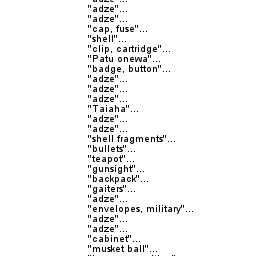 "adze"...
"adze"...
"adze"...
"cap, fuse"...
"shell"...
"clip, cartridge"...
"Patu onewa"...
"badge, button"...
"adze"...
"adze"...
"adze"...
"Taiaha"...
"adze"...
"adze"...
"shell fragments"...
"bullets"...
"teapot"...
"gunsight"...
"backpack"...
"gaiters"...
"adze"...
"envelopes, military"...
"adze"...
"adze"...
"cabinet"...
"musket ball"...